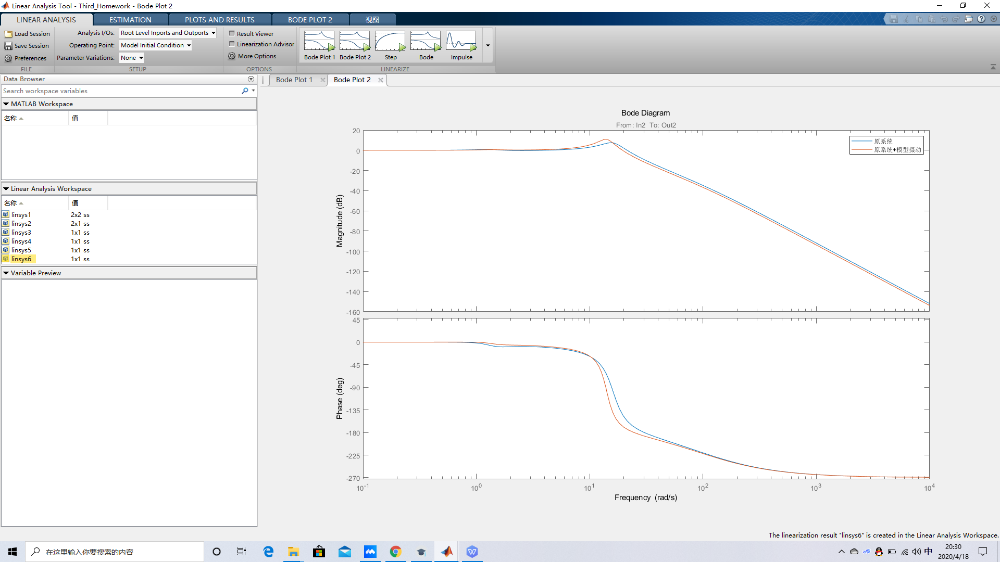 Linear Analysis Tool - Third_Homework - Bode Plot 2
LINEAR ANALYSIS
ESTIMATION
PLOTS AND RESULTS
BODE PLOT 2
视图
Load Session
Save Session
Preferences
FILE
Analysis I/Os: Root Level Inports and Outports
Operating Point: Model Initial Condition
Parameter Variations: None
SETUP
Result Viewer
Linearization Advisor
More Options
OPTIONS
Bode Plot 1
Bode Plot 2
Step
Bode
Impulse
LINEARIZE
Data Browser
Search workspace variables
MATLAB Workspace
名称 值
Linear Analysis Workspace
名称 值
linsys1 2x2 ss
linsys2 2x1 ss
linsys3 1x1 ss
linsys4 1x1 ss
linsys5 1x1 ss
linsys6 1x1 ss
Variable Preview
Bode Plot 1
Bode Plot 2
Bode Diagram
From: In2 To: Out2
原系统
原系统+模型摄动
Magnitude (dB)
20
0
-20
-40
-60
-80
-100
-120
-140
-160
Phase (deg)
45
0
-45
-90
-135
-180
-225
-270
10^-1 10^0 10^1 10^2 10^3 10^4
Frequency (rad/s)
The linearization result "linsys6" is created in the Linear Analysis Workspace.
在这里输入你要搜索的内容
中
20:30
2020/4/18